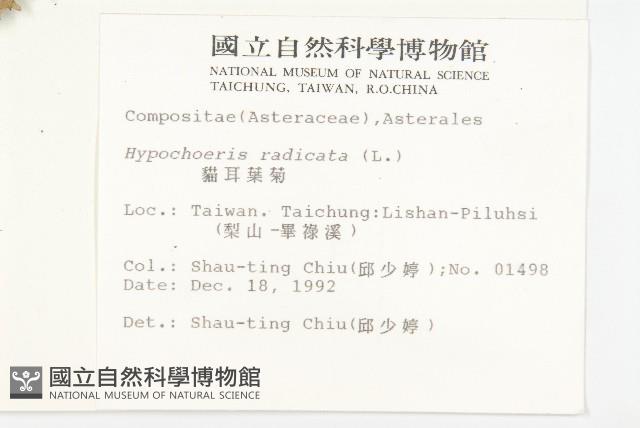 國立自然科學博物館
NATIONAL MUSEUM OF NATURAL SCIENCE
TAICHUNG, TAIWAN, R.O.CHINA
Compositae(Asteraceae),Asterales
Hypochoeris radicata (L.)
貓耳葉菊
Loc.: Taiwan. Taichung:Lishan-Piluhsi
(梨山-畢祿溪)
Col.: Shau-ting Chiu(邱少婷);No. 01498
Date: Dec. 18, 1992
Det.: Shau-ting Chiu(邱少婷)
國立自然科學博物館
NATIONAL MUSEUM OF NATURAL SCIENCE